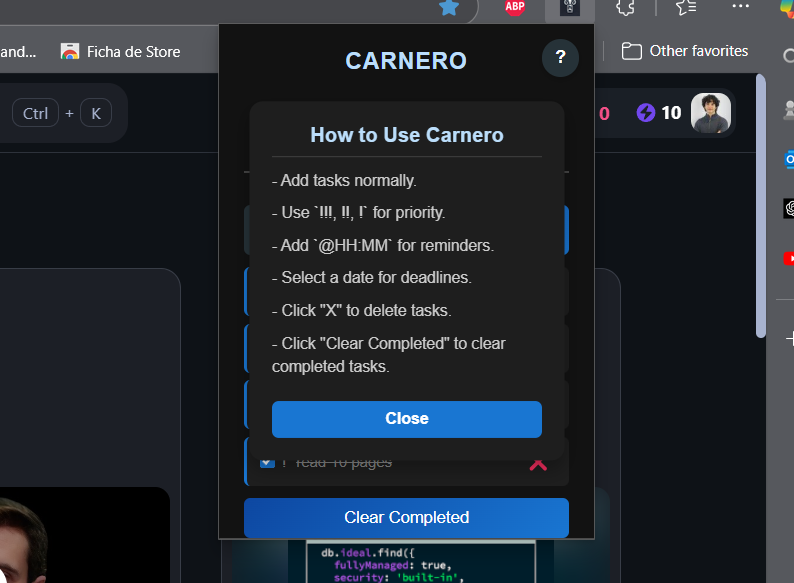 ABP
and...
Ficha de Store
CARNERO
?
Other favorites
Ctrl + K
0
10
How to Use Carnero
- Add tasks normally.
- Use `!!!, !!, !` for priority.
- Add `@HH:MM` for reminders.
- Select a date for deadlines.
- Click "X" to delete tasks.
- Click "Clear Completed" to clear
completed tasks.
Close
! read 10 pages
Clear Completed
db.ideal.find({
fullyManaged: true,
security: 'built-in',